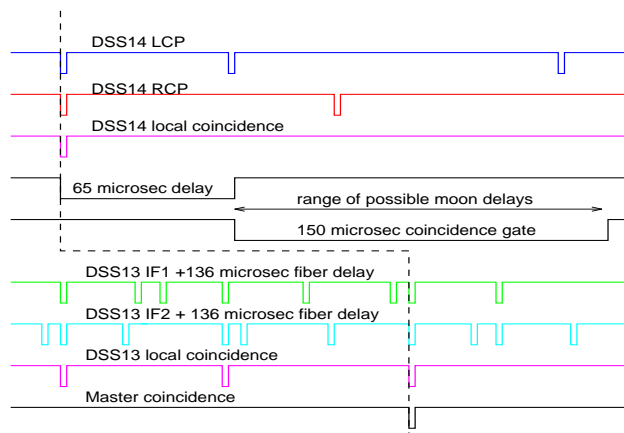 DSS14 LCP
DSS14 RCP
DSS14 local coincidence
65 microsec delay
range of possible moon delays
150 microsec coincidence gate
DSS13 IF1 +136 microsec fiber delay
DSS13 IF2 + 136 microsec fiber delay
DSS13 local coincidence
Master coincidence